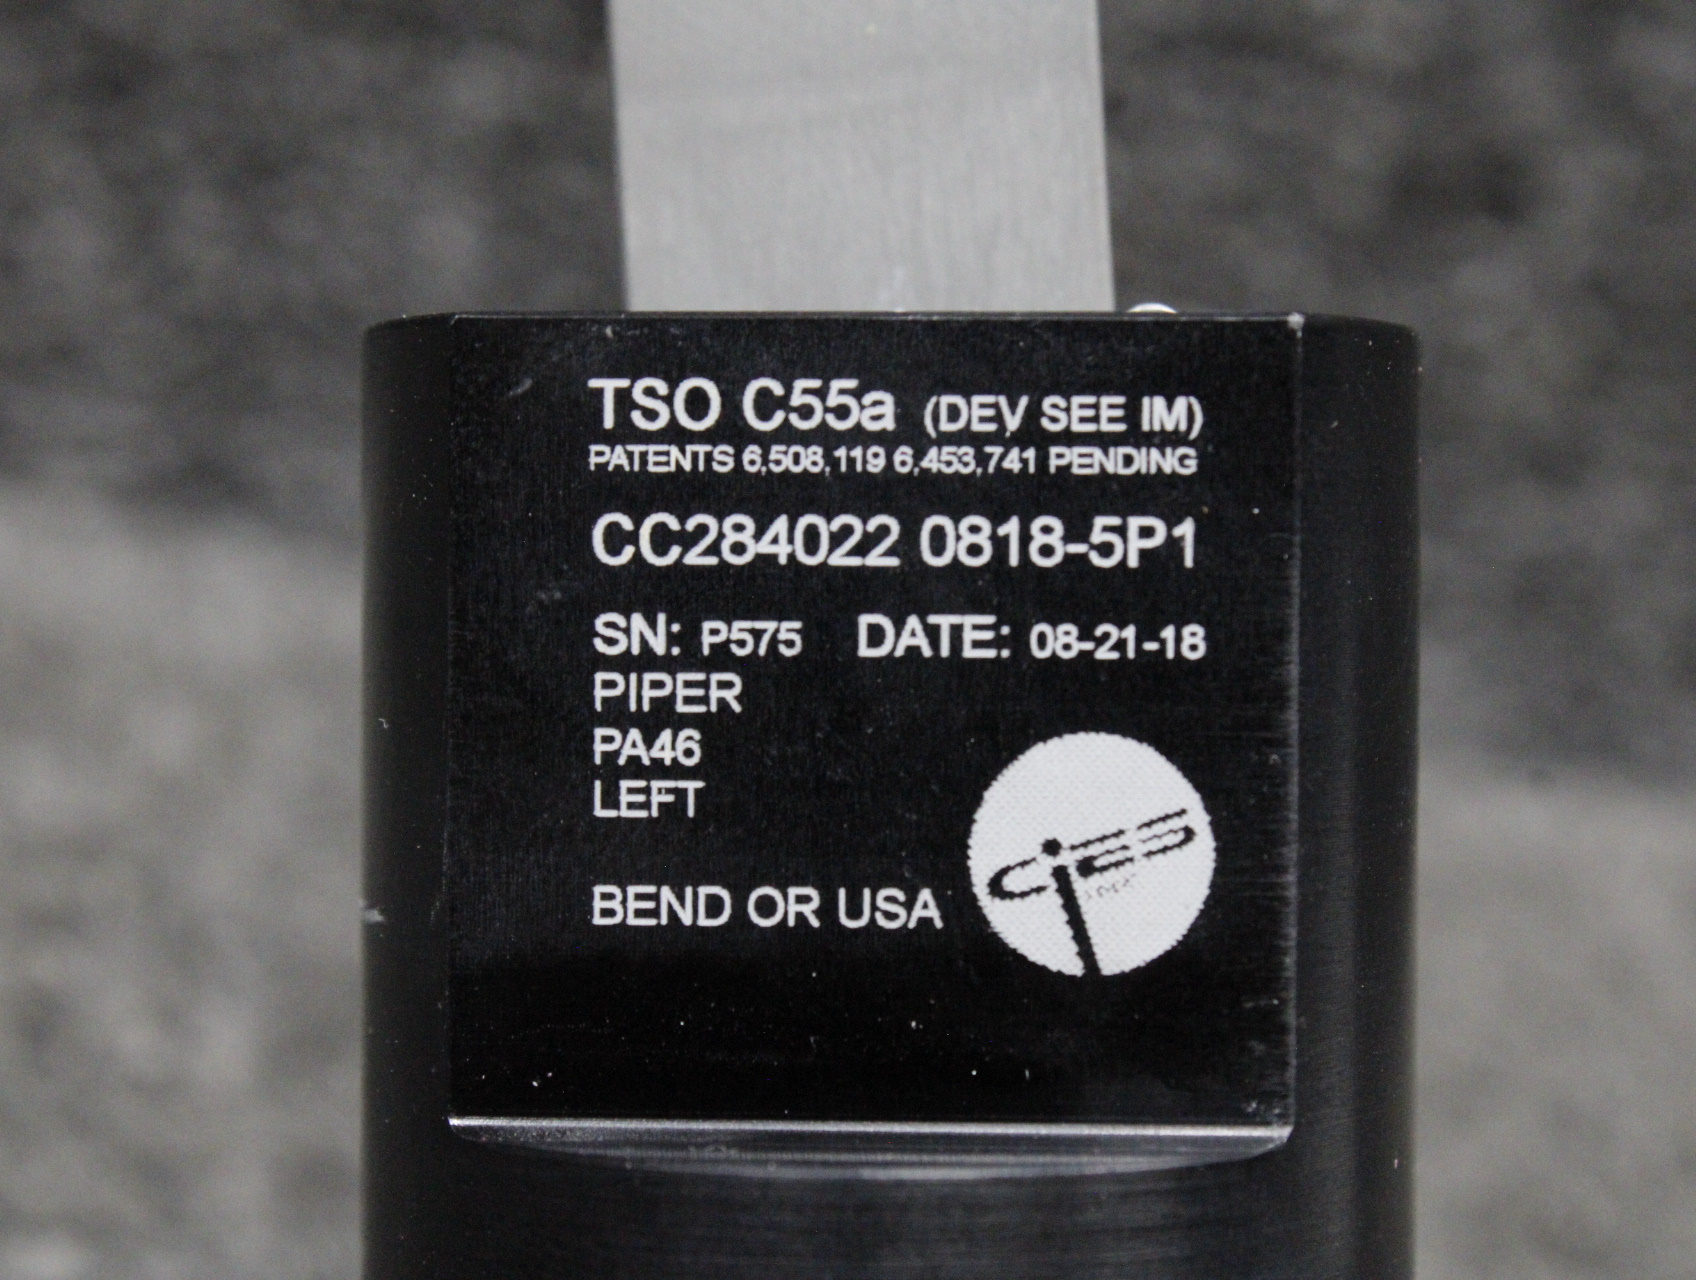 TSO C55a (DEV SEE IM)
PATENTS 6,508,119 6,453,741 PENDING
CC284022 0818-5P1
SN: P575 DATE: 08-21-18
PIPER
PA46
LEFT
BEND OR USA
CIES